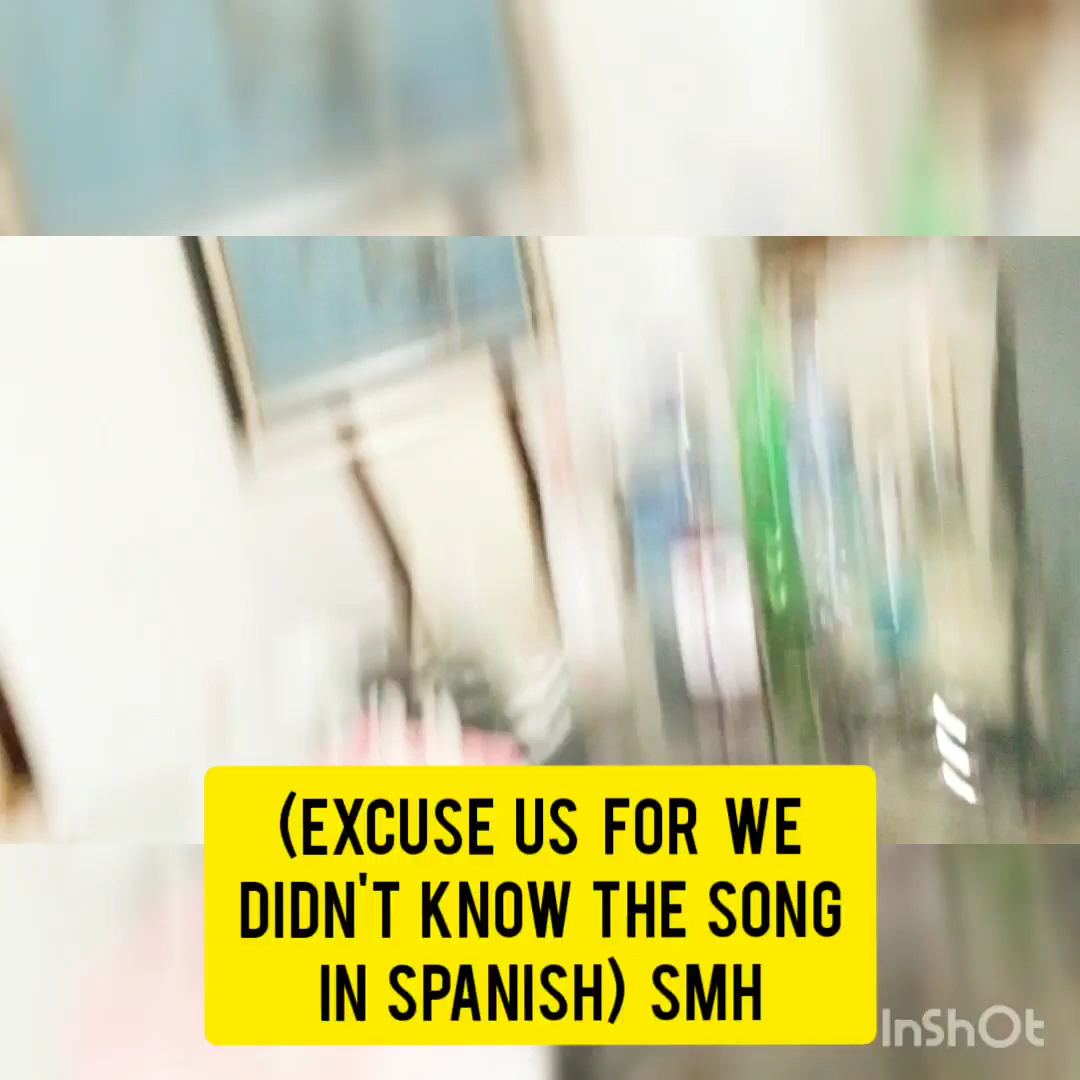 (EXCUSE US FOR WE
DIDN'T KNOW THE SONG
IN SPANISH) SMH
InShOt